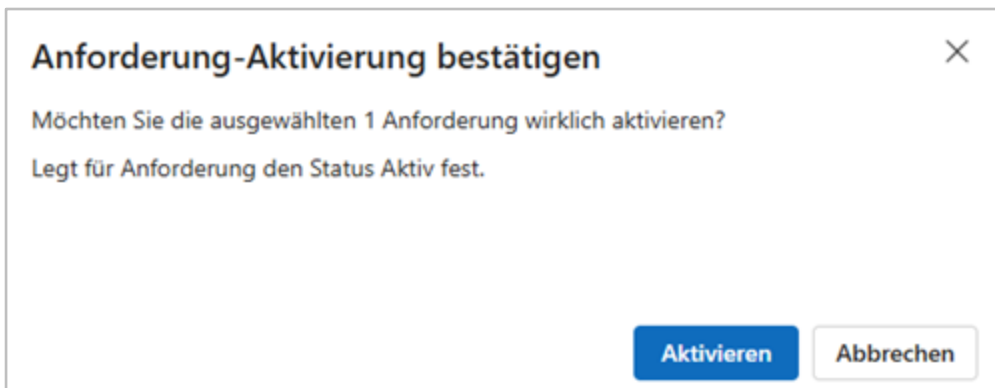 Anforderung-Aktivierung bestätigen
Möchten Sie die ausgewählten 1 Anforderung wirklich aktivieren?
Legt für Anforderung den Status Aktiv fest.
Aktivieren Abbrechen